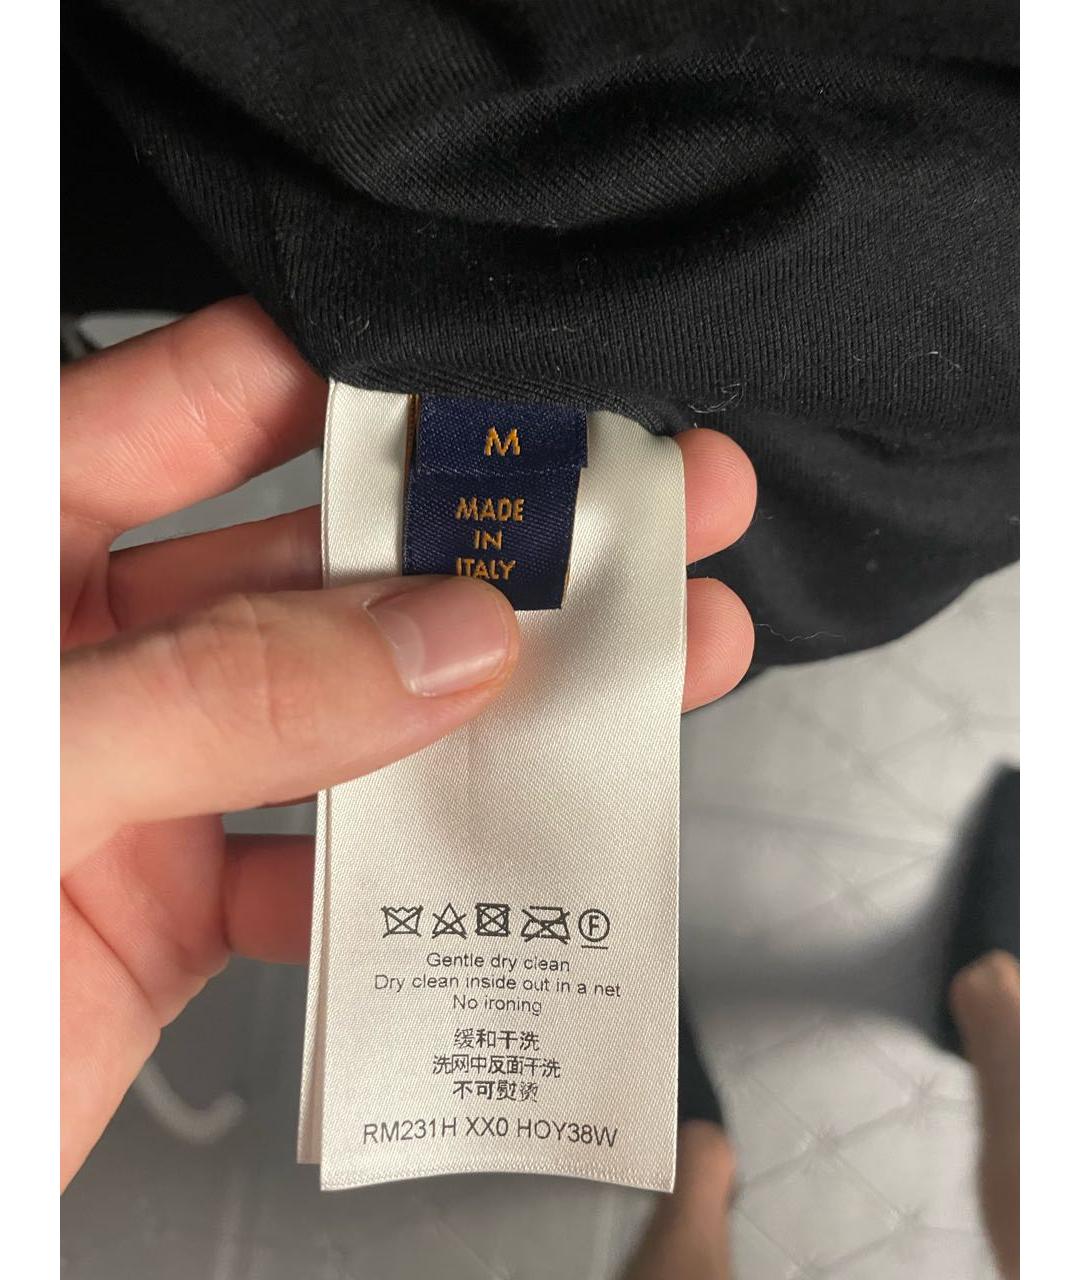 M
MADE
IN
ITALY
F
Gentle dry clean
Dry clean inside out in a net
No ironing
缓和干洗
洗网中反面干洗
不可熨烫
RM231H XX0 HOY38W